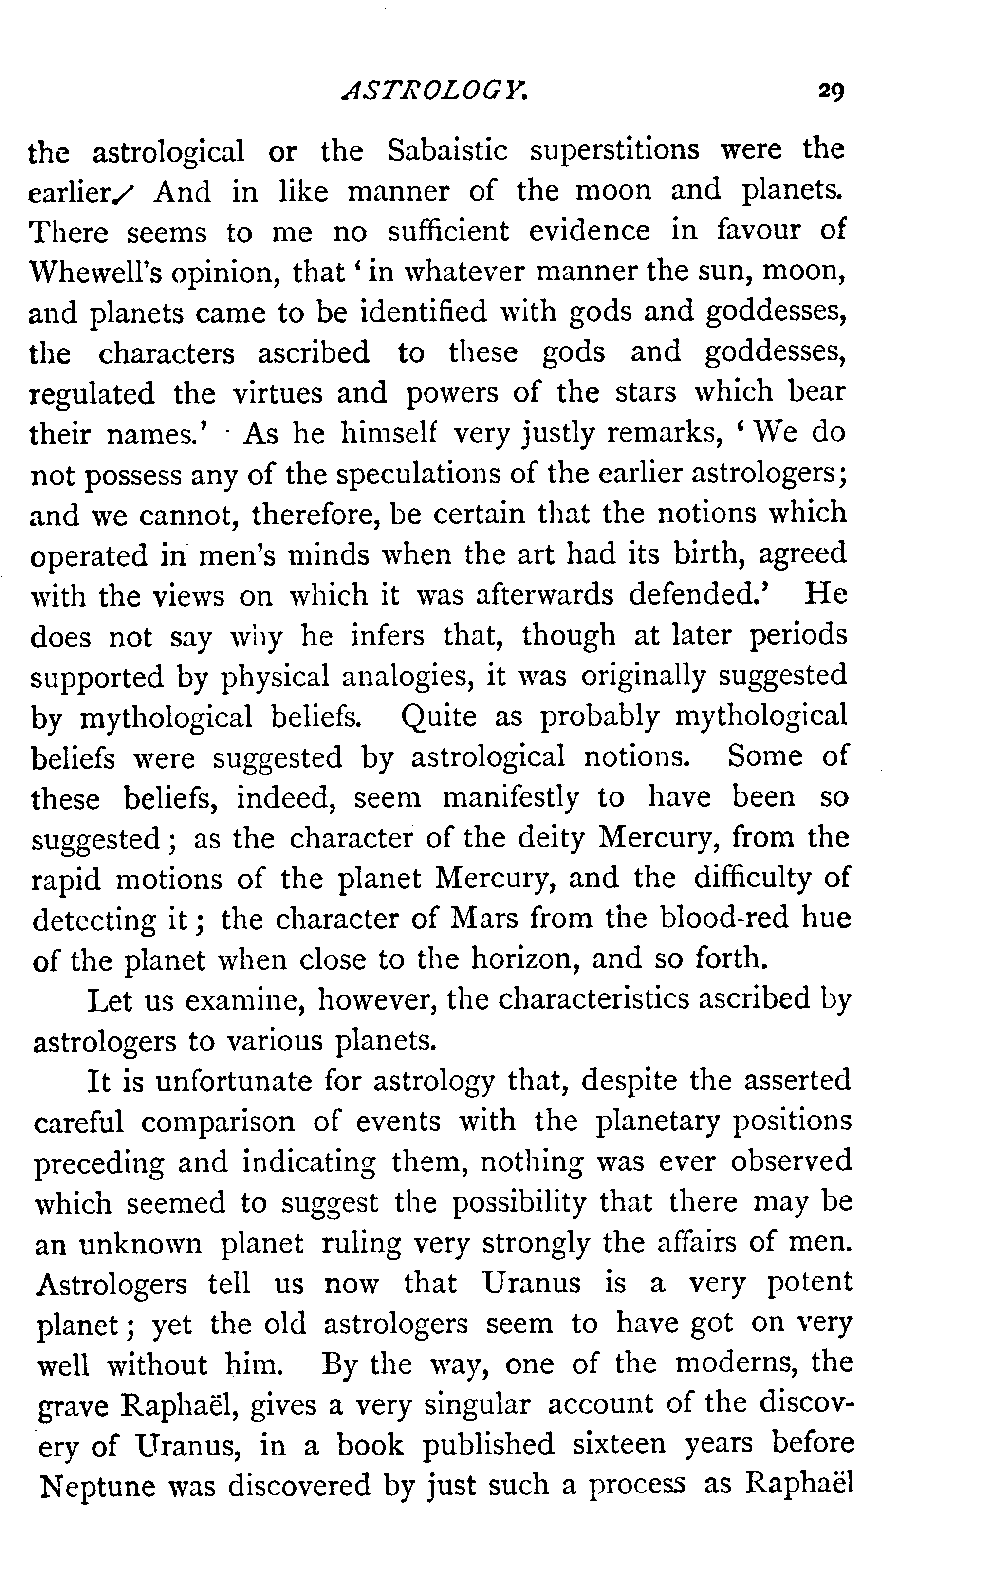 ASTROLOGY. 29
the astrological or the Sabaistic superstitions were the
earlier/ And in like manner of the moon and planets.
There seems to me no sufficient evidence in favour of
Whewell's opinion, that ‘ in whatever manner the sun, moon,
and planets came to be identified with gods and goddesses,
the characters ascribed to these gods and goddesses,
regulated the virtues and powers of the stars which bear
their names.’ As he himself very justly remarks, ‘ We do
not possess any of the speculations of the earlier astrologers;
and we cannot, therefore, be certain that the notions which
operated in men's minds when the art had its birth, agreed
with the views on which it was afterwards defended.’ He
does not say why he infers that, though at later periods
supported by physical analogies, it was originally suggested
by mythological beliefs. Quite as probably mythological
beliefs were suggested by astrological notions. Some of
these beliefs, indeed, seem manifestly to have been so
suggested ; as the character of the deity Mercury, from the
rapid motions of the planet Mercury, and the difficulty of
detecting it ; the character of Mars from the blood-red hue
of the planet when close to the horizon, and so forth.
Let us examine, however, the characteristics ascribed by
astrologers to various planets.
It is unfortunate for astrology that, despite the asserted
careful comparison of events with the planetary positions
preceding and indicating them, nothing was ever observed
which seemed to suggest the possibility that there may be
an unknown planet ruling very strongly the affairs of men.
Astrologers tell us now that Uranus is a very potent
planet ; yet the old astrologers seem to have got on very
well without him. By the way, one of the moderns, the
grave Raphaël, gives a very singular account of the discov-
ery of Uranus, in a book published sixteen years before
Neptune was discovered by just such a process as Raphaël